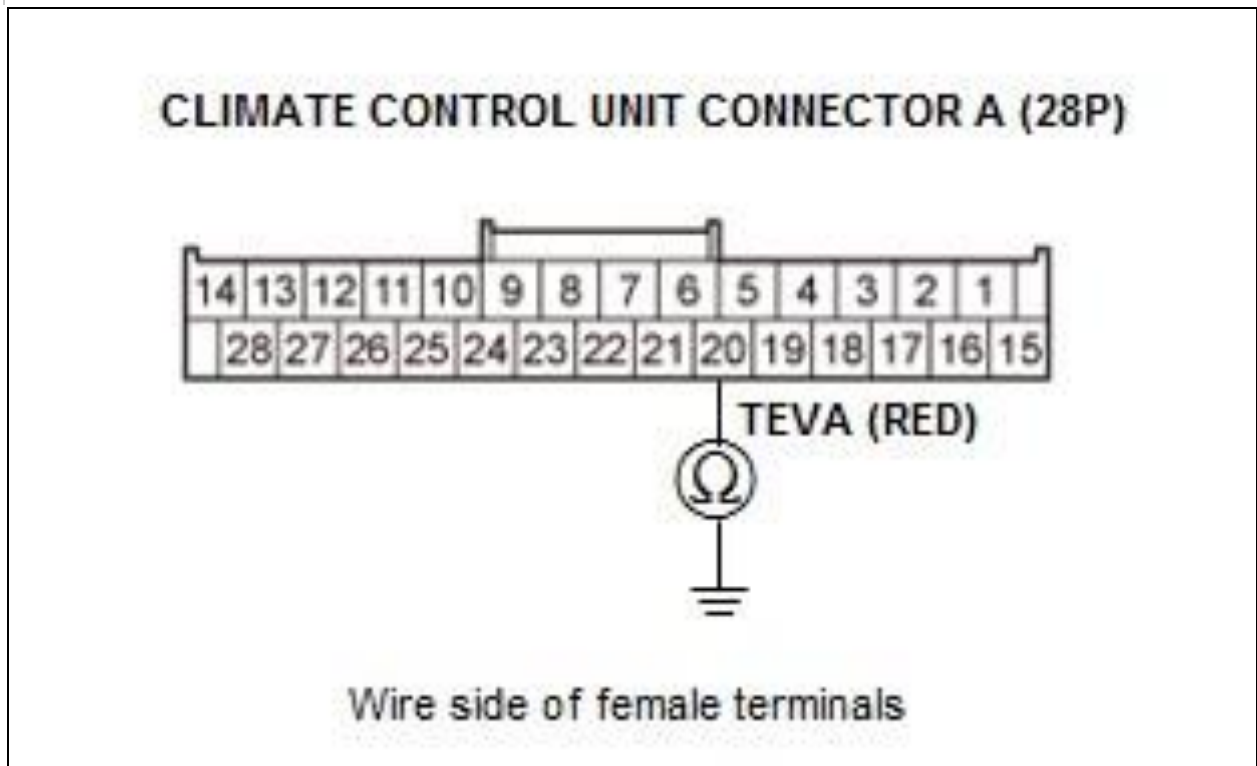 CLIMATE CONTROL UNIT CONNECTOR A (28P)
14 13 12 11 10 9 8 7 6 5 4 3 2 1
28 27 26 25 24 23 22 21 20 19 18 17 16 15
TEVA (RED)
Ω
Wire side of female terminals